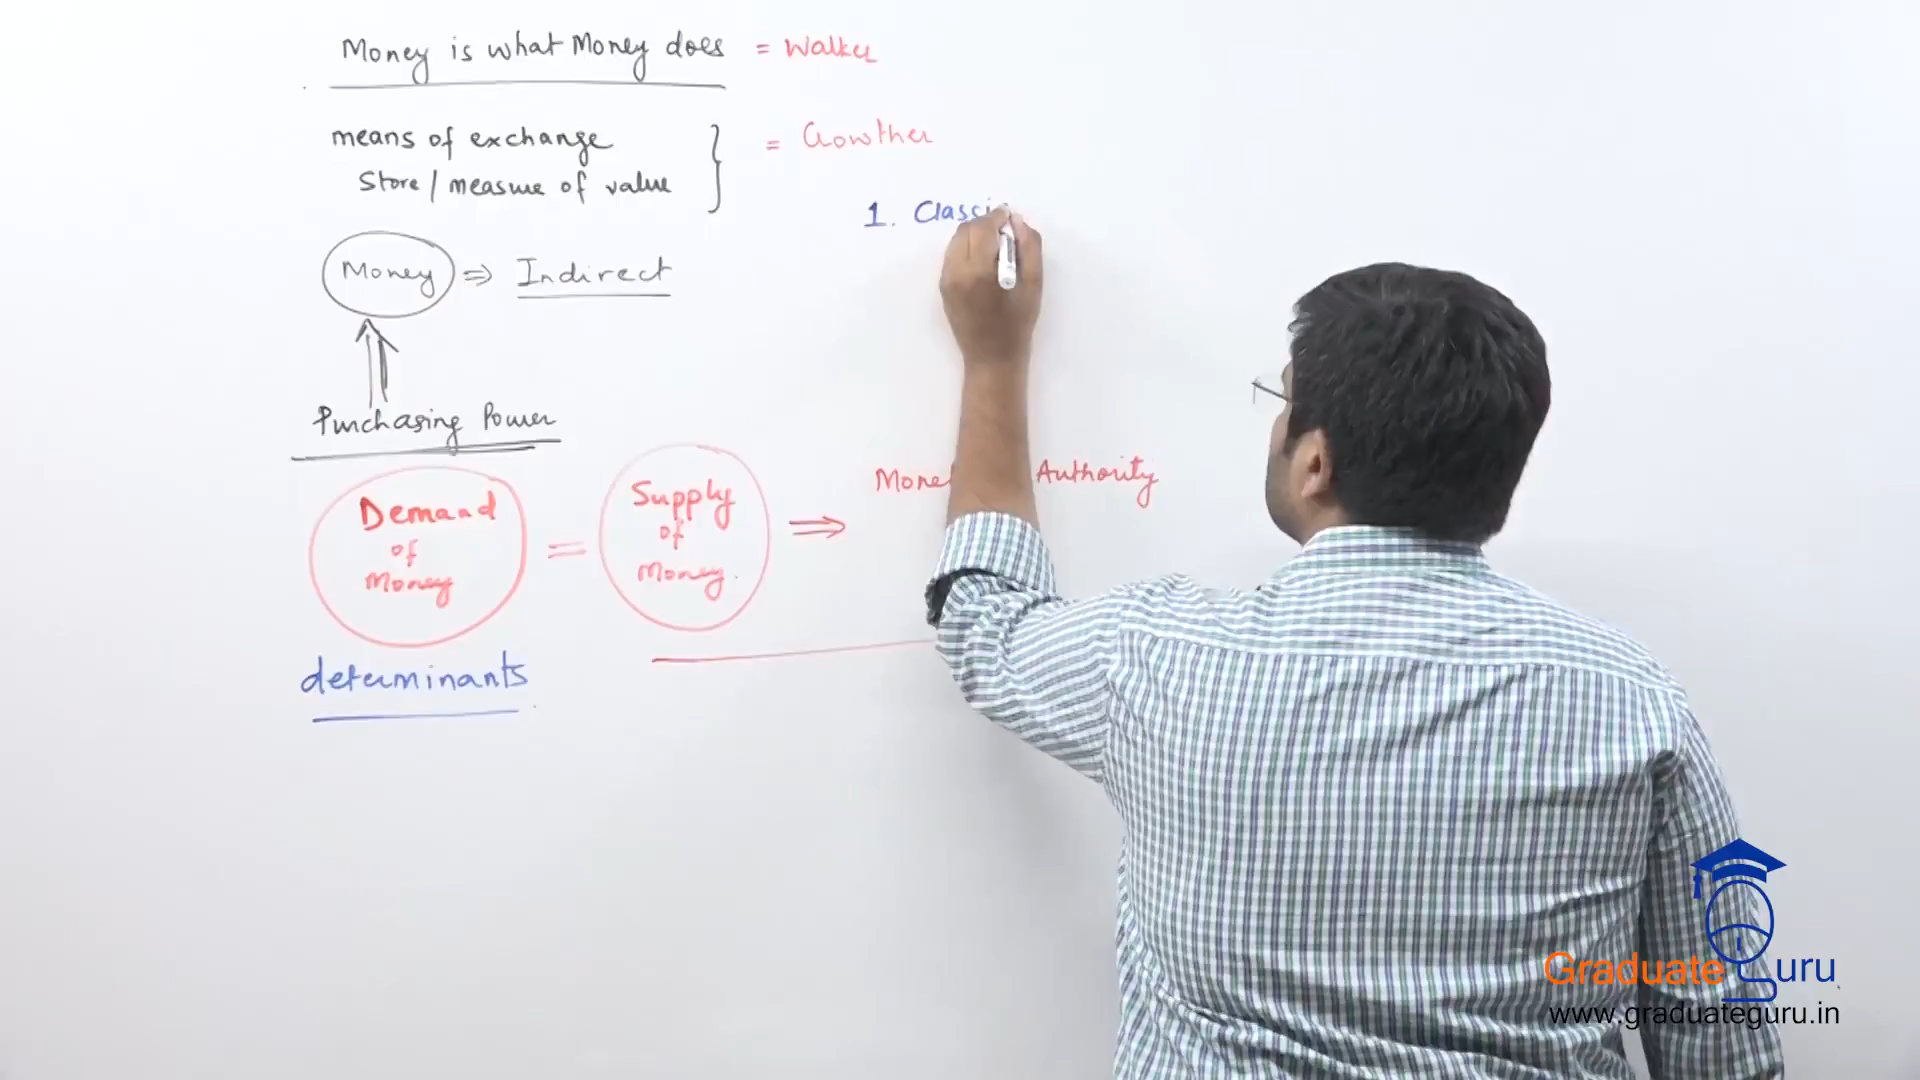 Money is what Money does = Walker
means of exchange
Store / measure of value
} = Crowther
1. Classi
Money ⇒ Indirect
Purchasing Power
Demand
of
Money
=
Supply
of
Money.
⇒
Authority
determinants
GraduateGuru
www.graduateguru.in